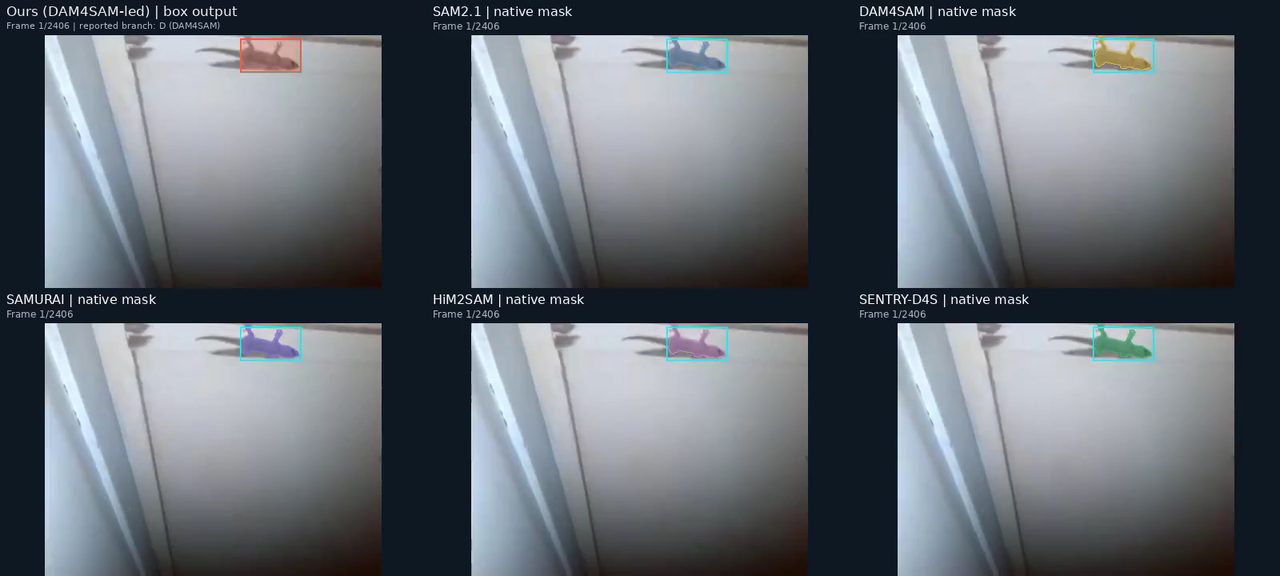 Ours (DAM4SAM-led) | box output
Frame 1/2406 | reported branch: D (DAM4SAM)
SAM2.1 | native mask
Frame 1/2406
DAM4SAM | native mask
Frame 1/2406
SAMURAI | native mask
Frame 1/2406
HiM2SAM | native mask
Frame 1/2406
SENTRY-D4S | native mask
Frame 1/2406